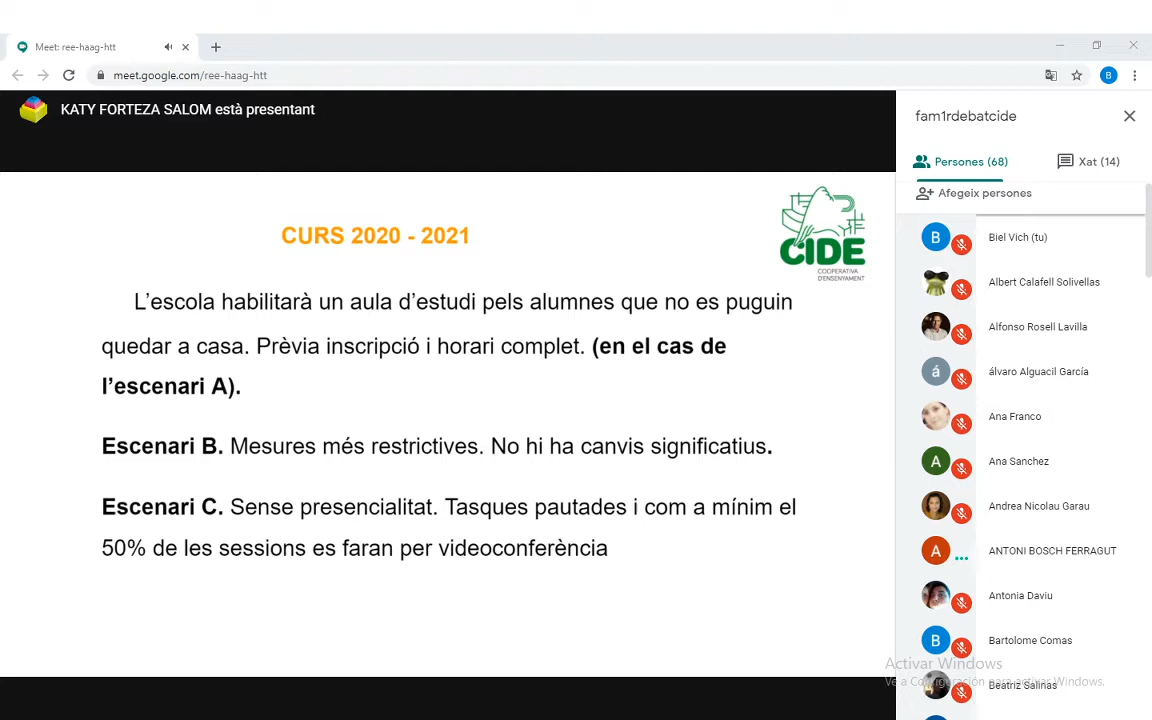 Meet: ree-haag-htt
meet.google.com/ree-haag-htt
B
KATY FORTEZA SALOM està presentant
CURS 2020 - 2021
CIDE
COOPERATIVA
D'ENSENYAMENT
L'escola habilitarà un aula d'estudi pels alumnes que no es puguin
quedar a casa. Prèvia inscripció i horari complet. (en el cas de
l'escenari A).
Escenari B. Mesures més restrictives. No hi ha canvis significatius.
Escenari C. Sense presencialitat. Tasques pautades i com a mínim el
50% de les sessions es faran per videoconferència
fam1rdebatcide
Persones (68)
Xat (14)
Afegeix persones
B
Biel Vich (tu)
Albert Calafell Solivellas
Alfonso Rosell Lavilla
á
álvaro Alguacil García
Ana Franco
A
Ana Sanchez
Andrea Nicolau Garau
A
ANTONI BOSCH FERRAGUT
Antonia Daviu
B
Bartolome Comas
Beatriz Salinas
Activar Windows
Ve a Configuración para activar Windows.